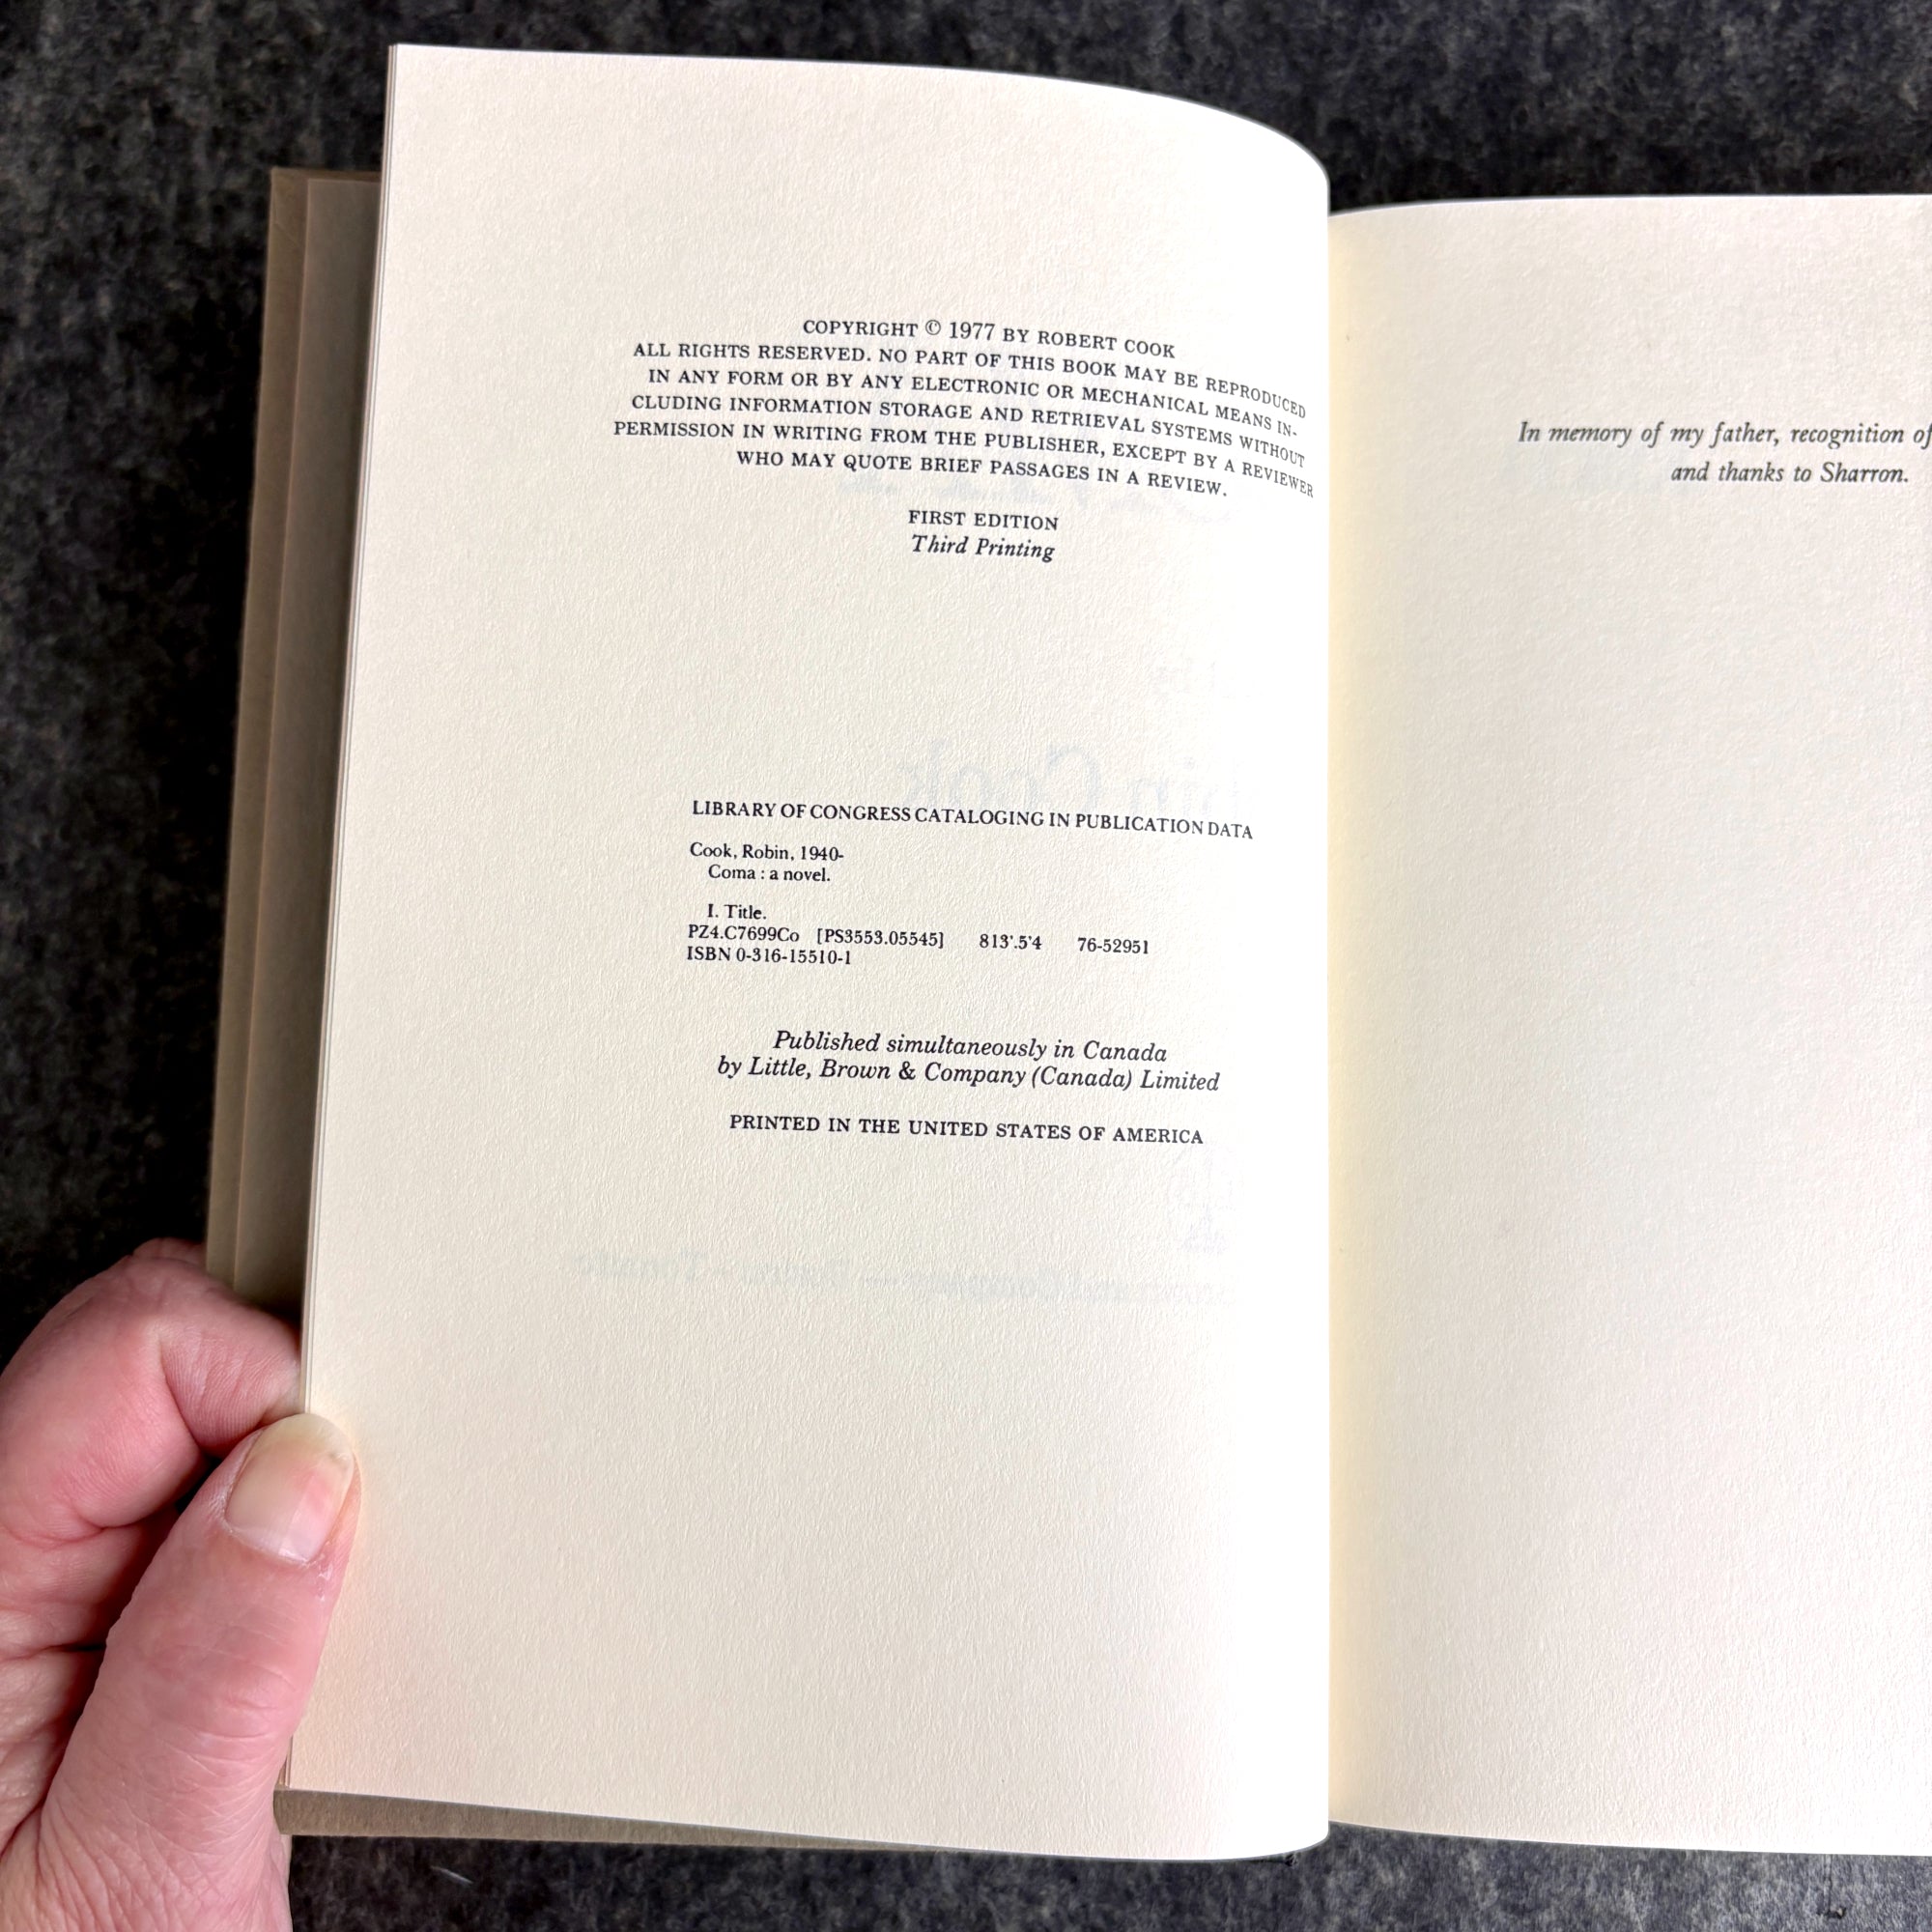 COPYRIGHT © 1977 BY ROBERT COOK
ALL RIGHTS RESERVED. NO PART OF THIS BOOK MAY BE REPRODUCED
IN ANY FORM OR BY ANY ELECTRONIC OR MECHANICAL MEANS IN-
CLUDING INFORMATION STORAGE AND RETRIEVAL SYSTEMS WITHOUT
PERMISSION IN WRITING FROM THE PUBLISHER, EXCEPT BY A REVIEWER
WHO MAY QUOTE BRIEF PASSAGES IN A REVIEW.
FIRST EDITION
Third Printing
LIBRARY OF CONGRESS CATALOGING IN PUBLICATION DATA
Cook, Robin, 1940-
Coma : a novel.
I. Title.
PZ4.C7699Co [PS3553.O5545] 813'.5'4 76-52951
ISBN 0-316-15510-1
Published simultaneously in Canada
by Little, Brown & Company (Canada) Limited
PRINTED IN THE UNITED STATES OF AMERICA
In memory of my father, recognition of
and thanks to Sharron.